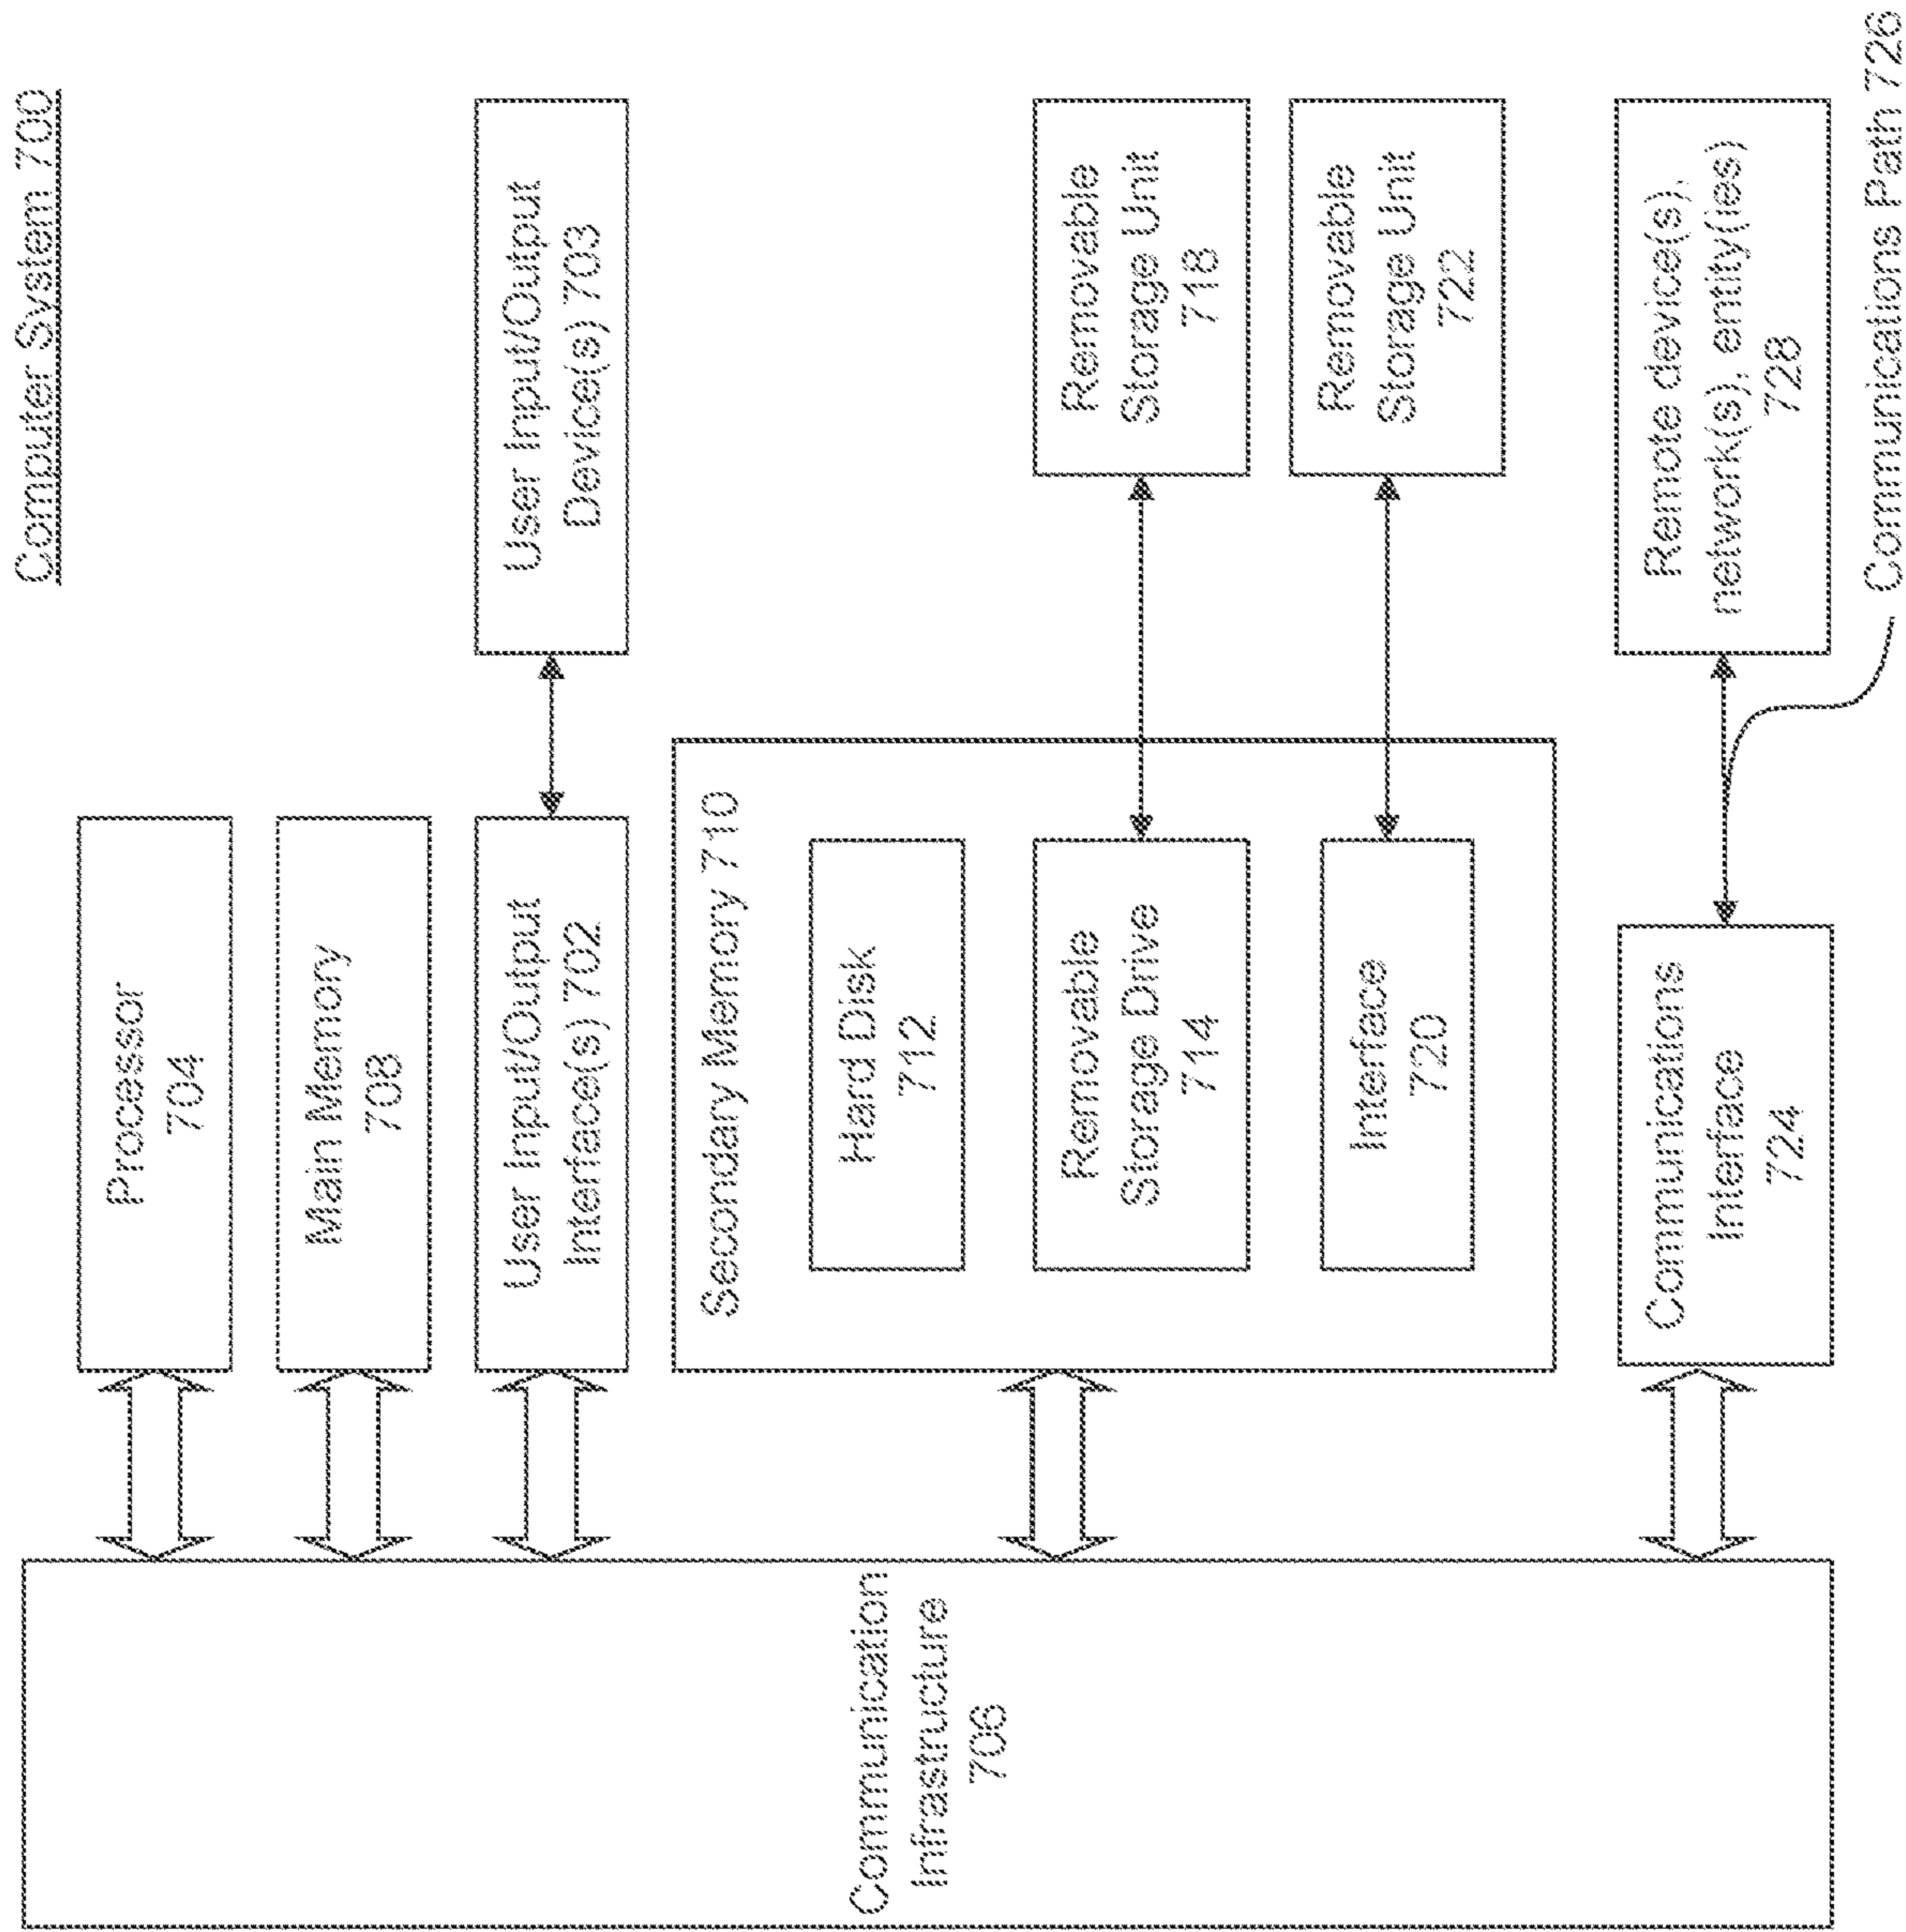 Computer System 700
Processor
704
Main Memory
708
User Input/Output
Interface(s) 702
User Input/Output
Device(s) 703
Communication
Infrastructure
706
Secondary Memory 710
Hard Disk
712
Removable
Storage Drive
714
Removable
Storage Unit
718
Interface
720
Removable
Storage Unit
722
Communications
Interface
724
Remote device(s),
network(s), entity(ies)
728
Communications Path 726